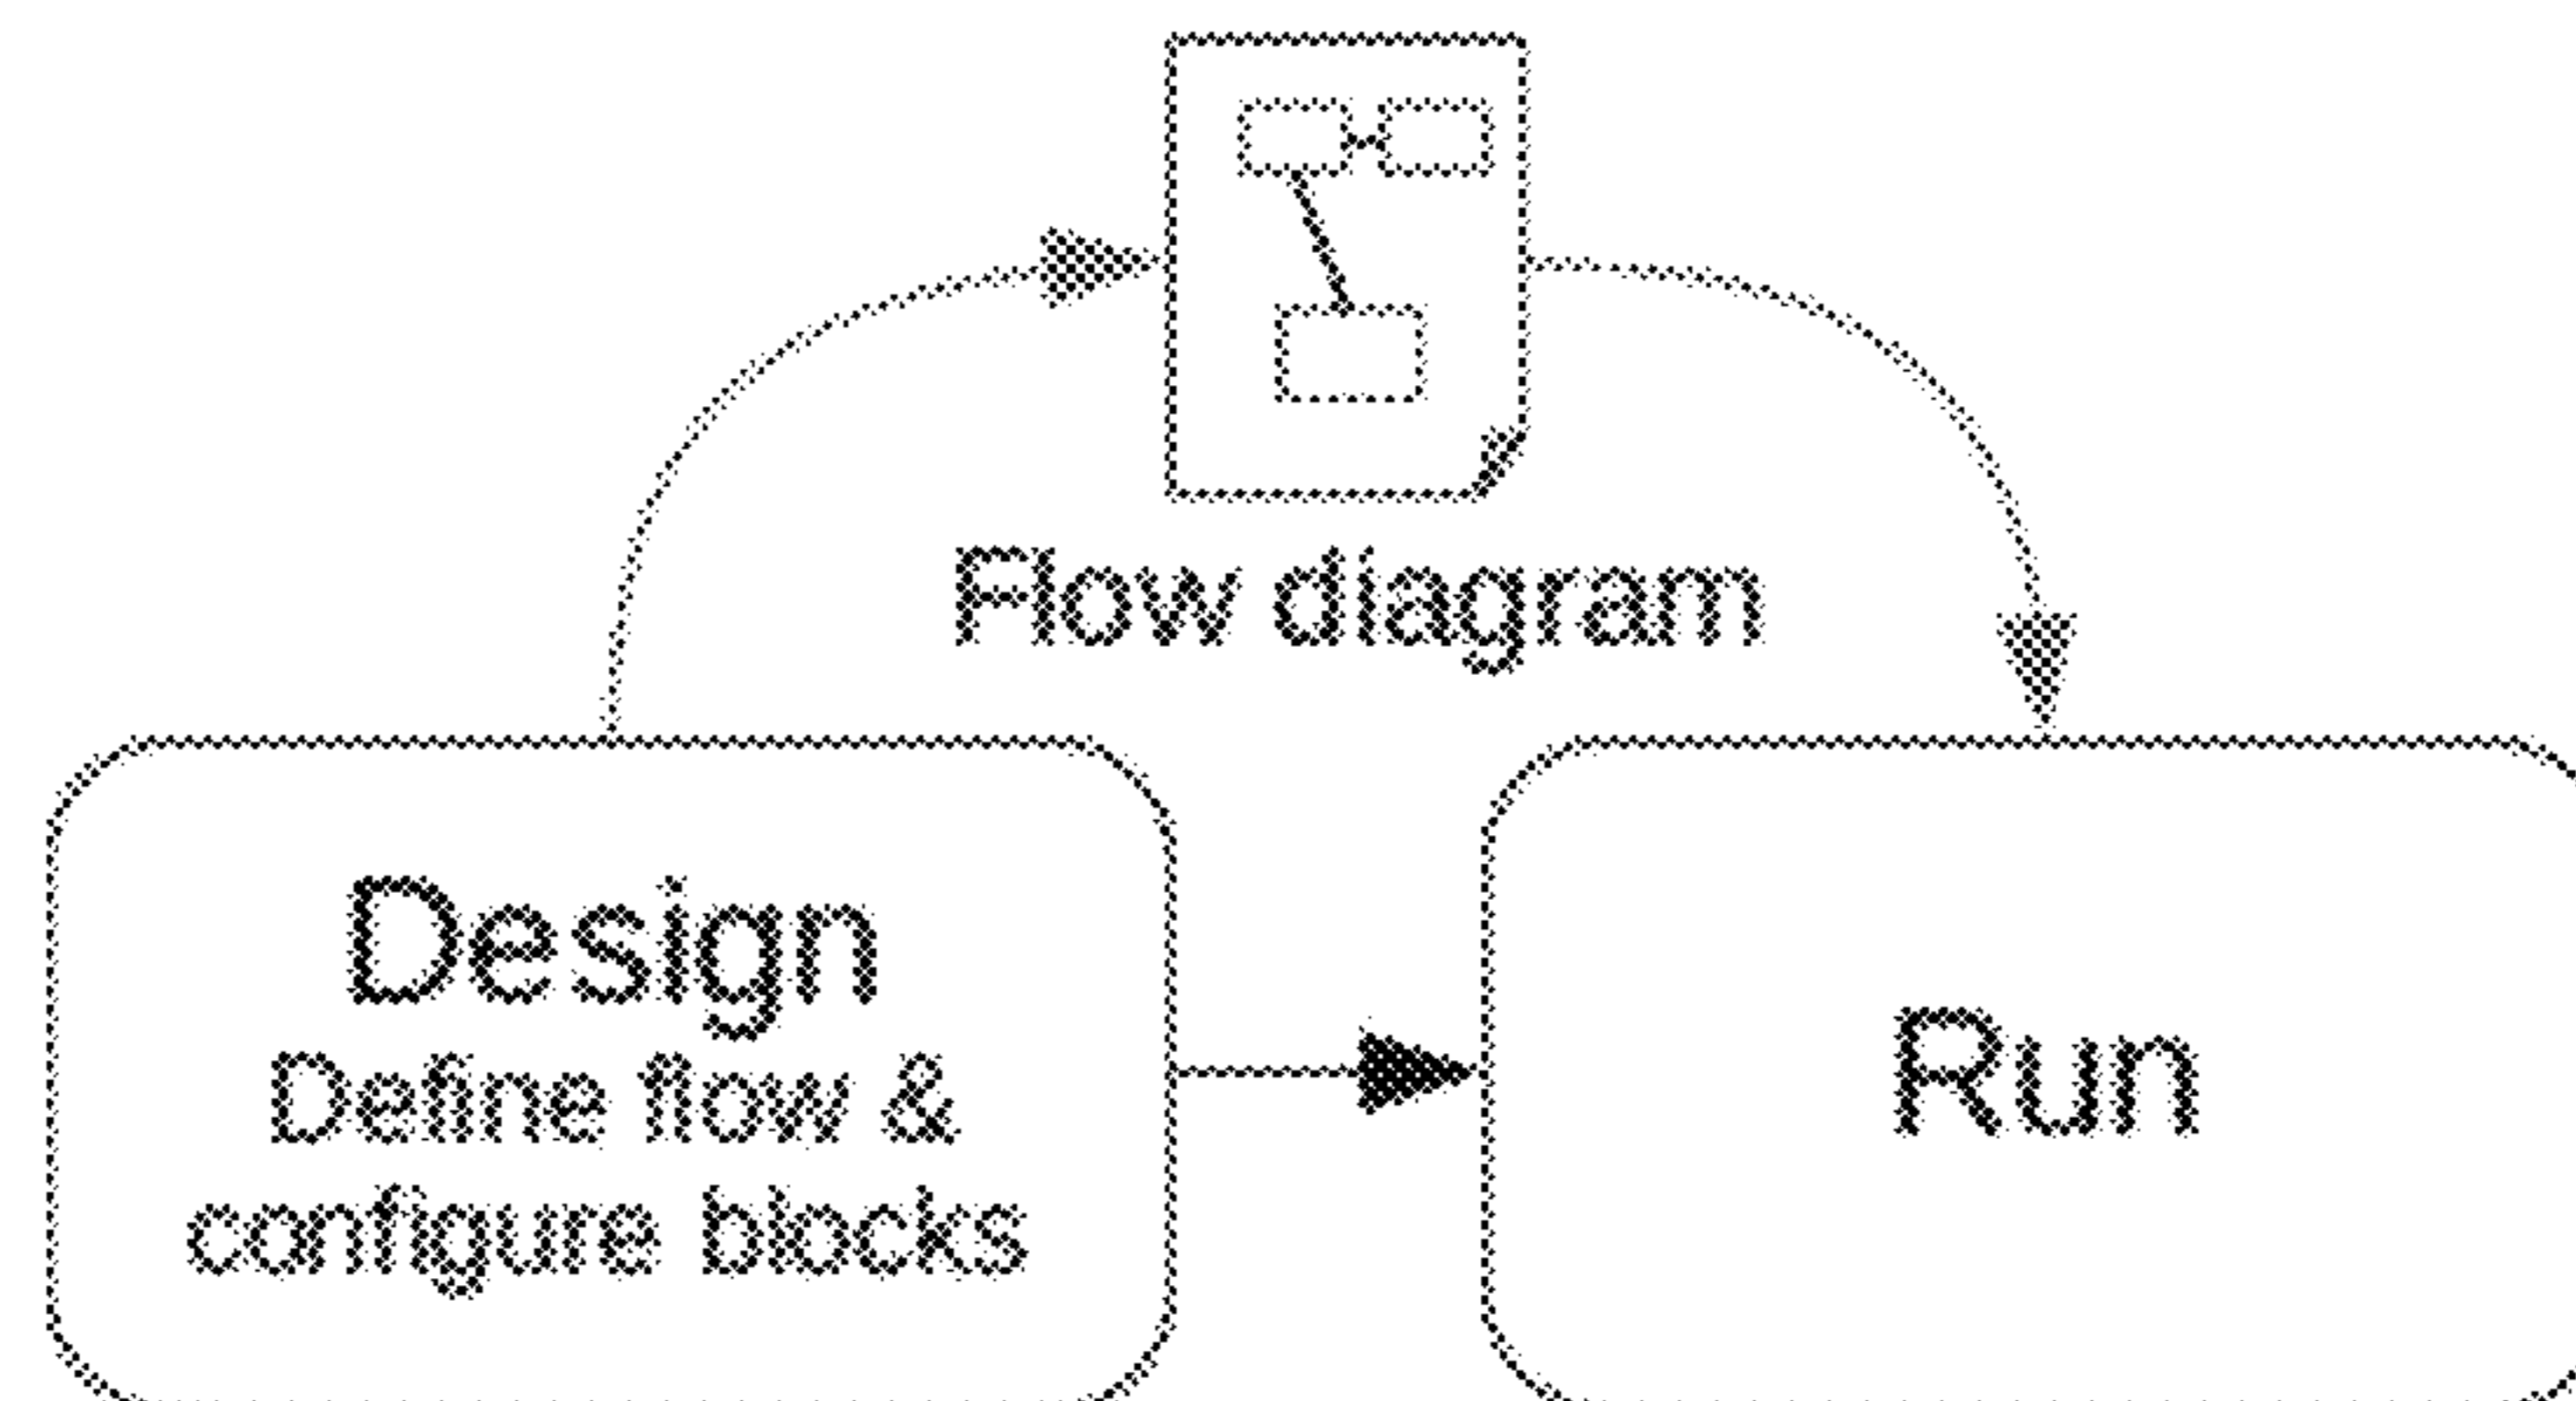 Flow diagram
Design
Define flow &
configure blocks
Run